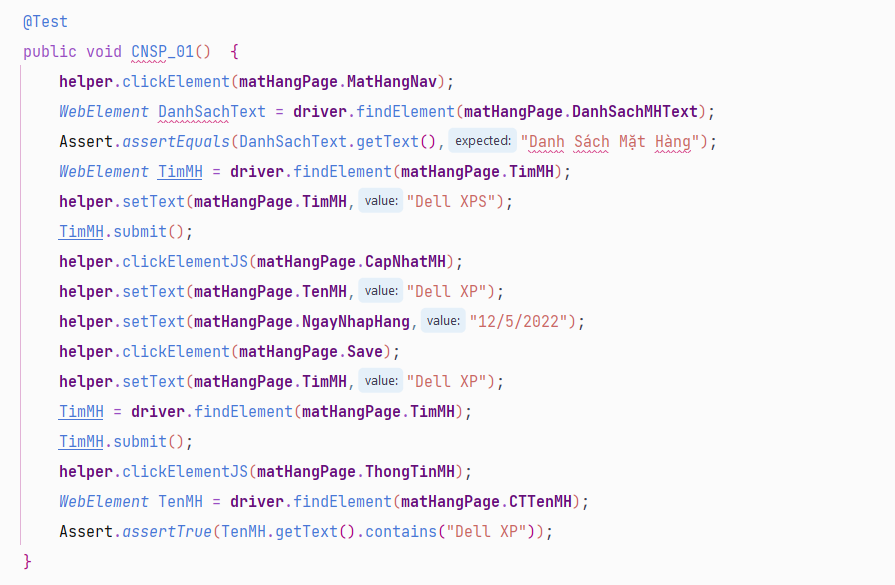 @Test
public void CNSP_01() {
helper.clickElement(matHangPage.MatHangNav);
WebElement DanhSachText = driver.findElement(matHangPage.DanhSachMHText);
Assert.assertEquals(DanhSachText.getText(), expected: "Danh Sách Mặt Hàng");
WebElement TimMH = driver.findElement(matHangPage.TimMH);
helper.setText(matHangPage.TimMH, value: "Dell XPS");
TimMH.submit();
helper.clickElementJS(matHangPage.CapNhatMH);
helper.setText(matHangPage.TenMH, value: "Dell XP");
helper.setText(matHangPage.NgayNhapHang, value: "12/5/2022");
helper.clickElement(matHangPage.Save);
helper.setText(matHangPage.TimMH, value: "Dell XP");
TimMH = driver.findElement(matHangPage.TimMH);
TimMH.submit();
helper.clickElementJS(matHangPage.ThongTinMH);
WebElement TenMH = driver.findElement(matHangPage.CTTenMH);
Assert.assertTrue(TenMH.getText().contains("Dell XP"));
}